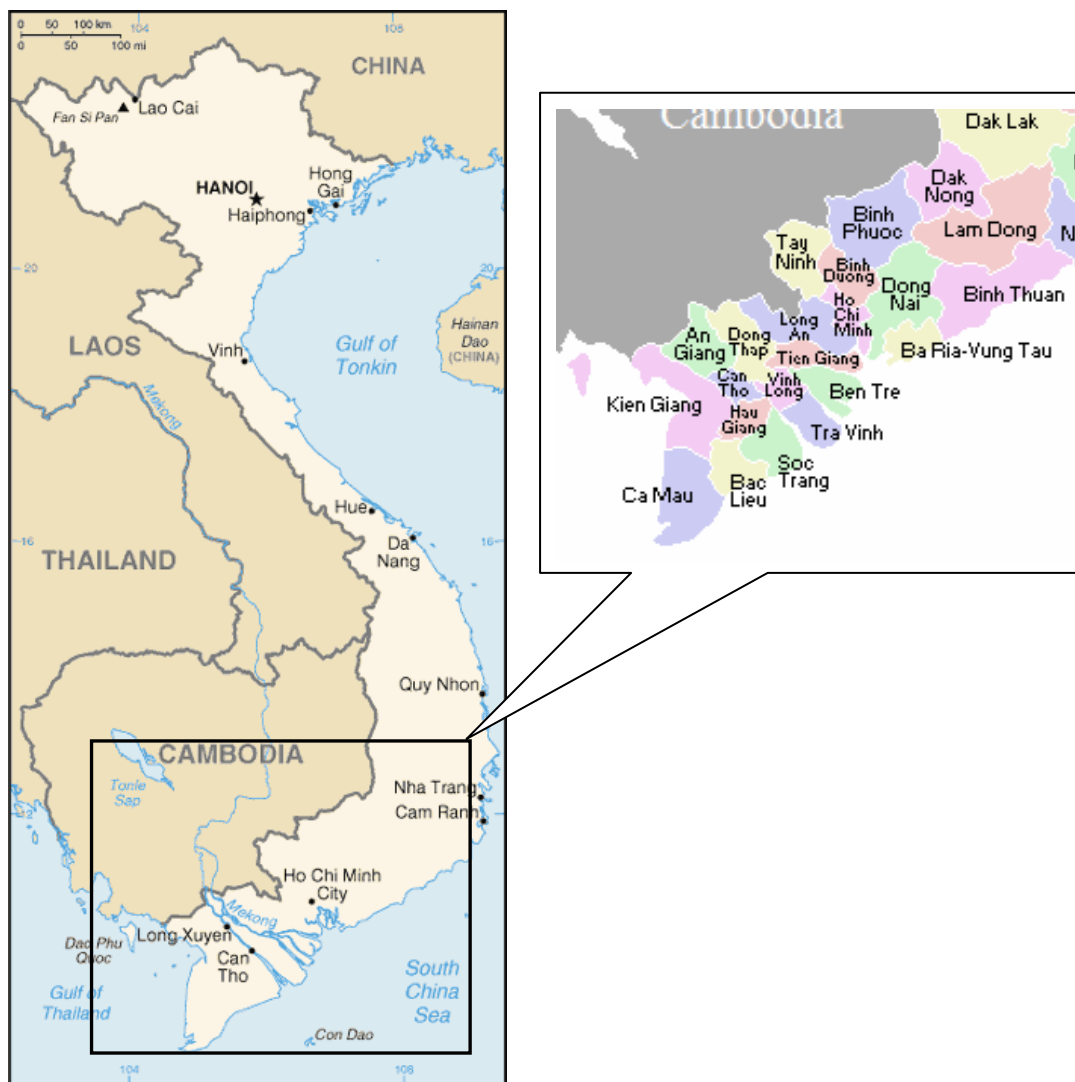 0 50 100 km
0 50 100 mi
104
108
CHINA
Lao Cai
Fan Si Pan
HANOI
Hong
Gai
Haiphong
20
20
Hainan
Dao
(CHINA)
Gulf of
Tonkin
LAOS
Vinh
Mekong
Hue
16
16
Da
Nang
THAILAND
Quy Nhon
CAMBODIA
Tonle
Sap
Nha Trang
12
Cam Ranh
Ho Chi Minh
City
Mekong
Long Xuyen
Dao Phu
Quoc
Can
Tho
Gulf of
Thailand
South
China
Sea
Con Dao
104
108
Cambodia
Dak Lak
Dak
Nong
Binh
Phuoc
Lam Dong
N
Tay
Ninh
Binh
Duong
Dong
Nai
Binh Thuan
Ho
Chi
Minh
Long
An
An
Giang
Dong
Thap
Tien Giang
Ba Ria-Vung Tau
Can
Tho
Vinh
Long
Ben Tre
Kien Giang
Hau
Giang
Tra Vinh
Soc
Trang
Bac
Lieu
Ca Mau